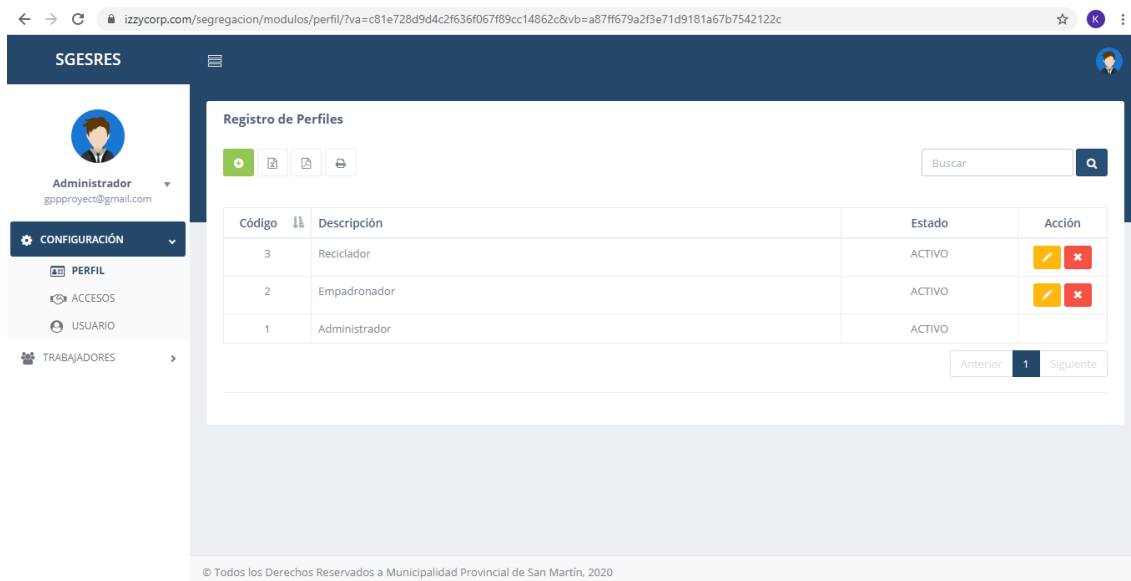 izzycorp.com/segregacion/modulos/perfil/?va=c81e728d9d4c2f636f067f89cc14862c&vb=a87ff679a2f3e71d9181a67b7542122c
K
SGESRES
Administrador
gppproyect@gmail.com
CONFIGURACIÓN
PERFIL
ACCESOS
USUARIO
TRABAJADORES
Registro de Perfiles
Buscar
Código Descripción Estado Acción
3 Reciclador ACTIVO
2 Empadronador ACTIVO
1 Administrador ACTIVO
Anterior 1 Siguiente
© Todos los Derechos Reservados a Municipalidad Provincial de San Martín, 2020